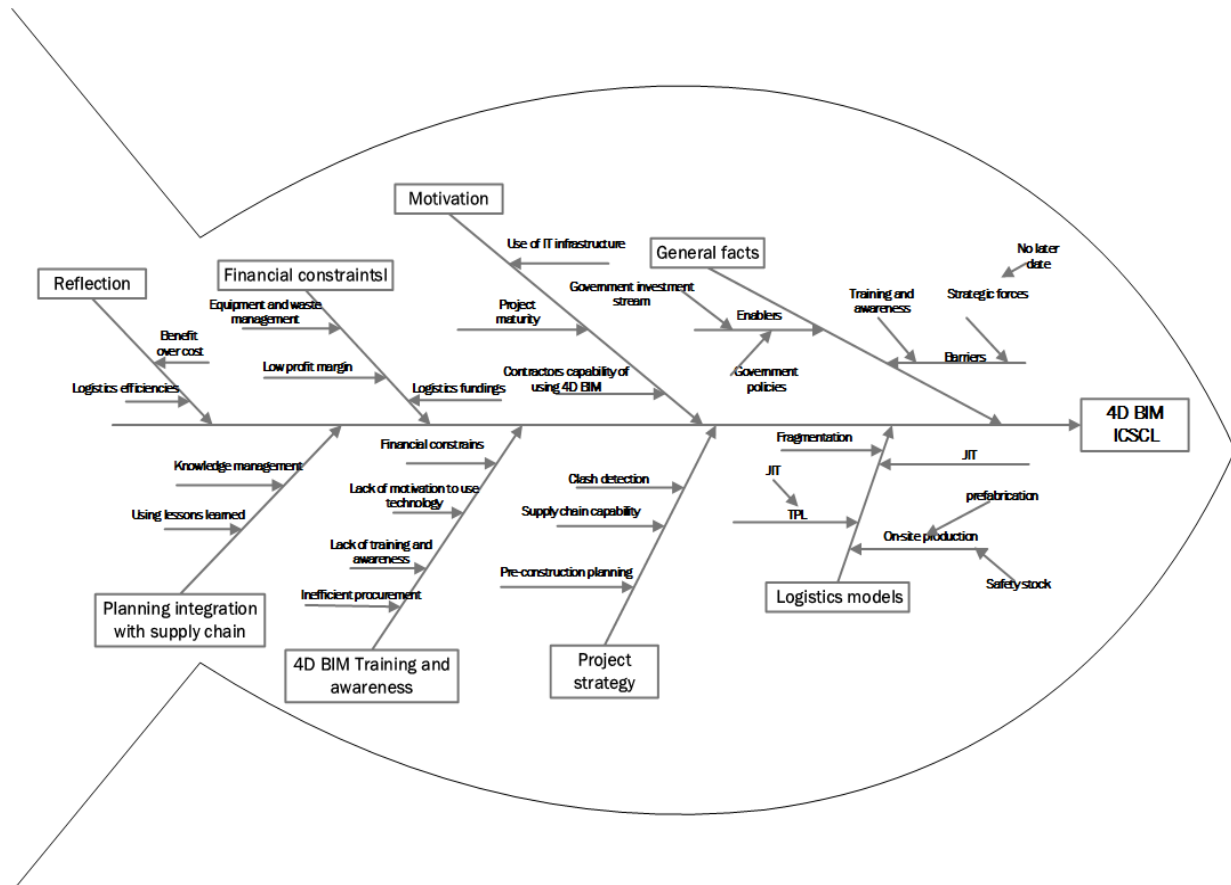 Motivation
Use of IT infrastructure
General facts
No later
date
Reflection
Financial constraintsl
Government investment
stream
Training and
awareness
Strategic forces
Equipment and waste
management
Project
maturity
Enablers
Benefit
over cost
Barriers
Low profit margin
Contractors capability of
using 4D BIM
Government
policies
Logistics efficiencies
Logistics fundings
4D BIM
ICSCL
Financial constrains
Fragmentation
Knowledge management
JIT
Clash detection
JIT
Lack of motivation to use
technology
prefabrication
Using lessons learned
Supply chain capability
TPL
On-site production
Lack of training and
awareness
Pre-construction planning
Safety stock
Inefficient procurement
Logistics models
Planning integration
with supply chain
4D BIM Training and
awareness
Project
strategy